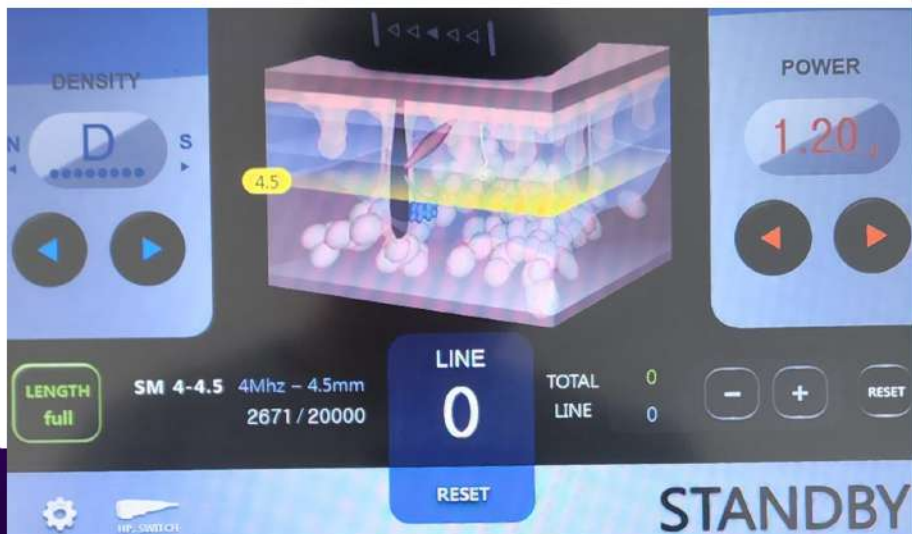 DENSITY
N D S
4.5
POWER
1.20 J
LENGTH
full
SM 4-4.5 4Mhz - 4.5mm
2671 / 20000
LINE
0
RESET
TOTAL 0
LINE 0
- +
RESET
HP. SWITCH
STANDBY